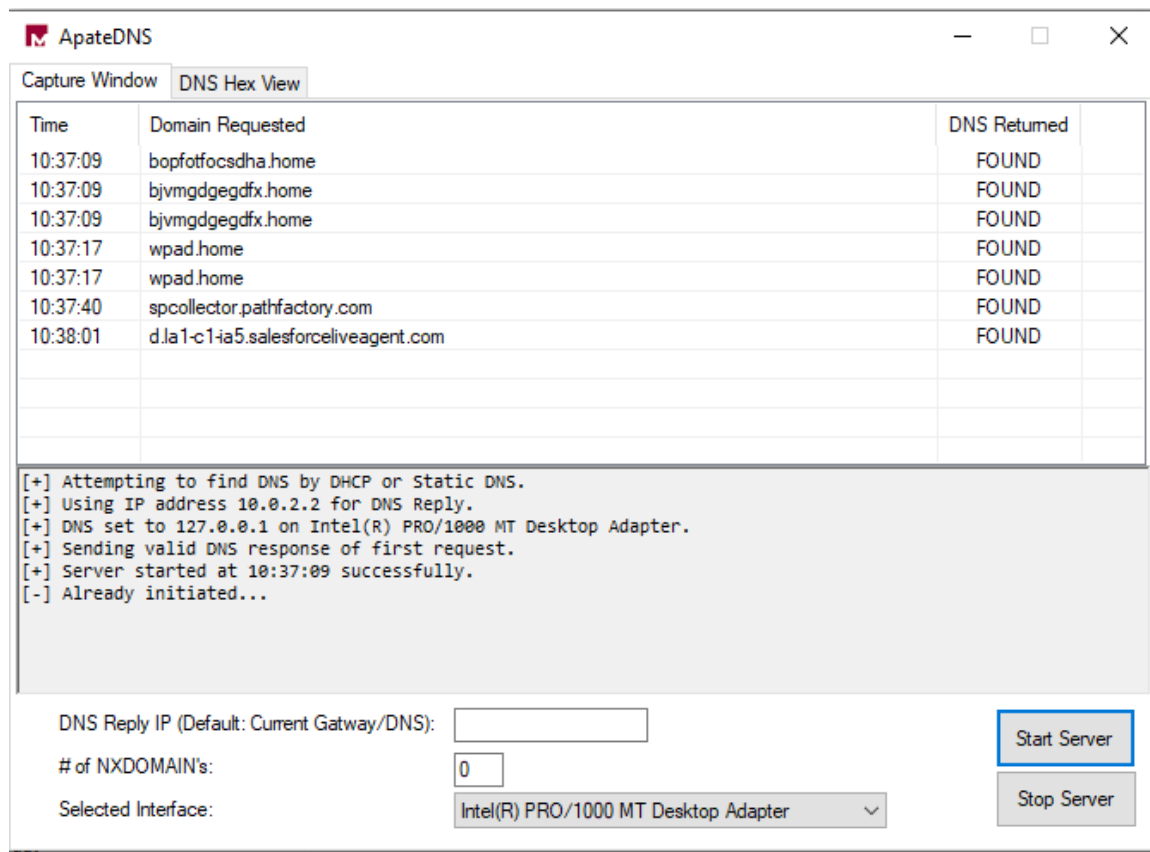 ApateDNS
Capture Window DNS Hex View
Time Domain Requested DNS Returned
10:37:09 bopfotfocsdha.home FOUND
10:37:09 bjvmgdgegdfx.home FOUND
10:37:09 bjvmgdgegdfx.home FOUND
10:37:17 wpad.home FOUND
10:37:17 wpad.home FOUND
10:37:40 spcollector.pathfactory.com FOUND
10:38:01 d.la1-c1-ia5.salesforceliveagent.com FOUND
[+] Attempting to find DNS by DHCP or Static DNS.
[+] Using IP address 10.0.2.2 for DNS Reply.
[+] DNS set to 127.0.0.1 on Intel(R) PRO/1000 MT Desktop Adapter.
[+] Sending valid DNS response of first request.
[+] Server started at 10:37:09 successfully.
[-] Already initiated...
DNS Reply IP (Default: Current Gatway/DNS):
Start Server
# of NXDOMAIN's: 0
Stop Server
Selected Interface: Intel(R) PRO/1000 MT Desktop Adapter